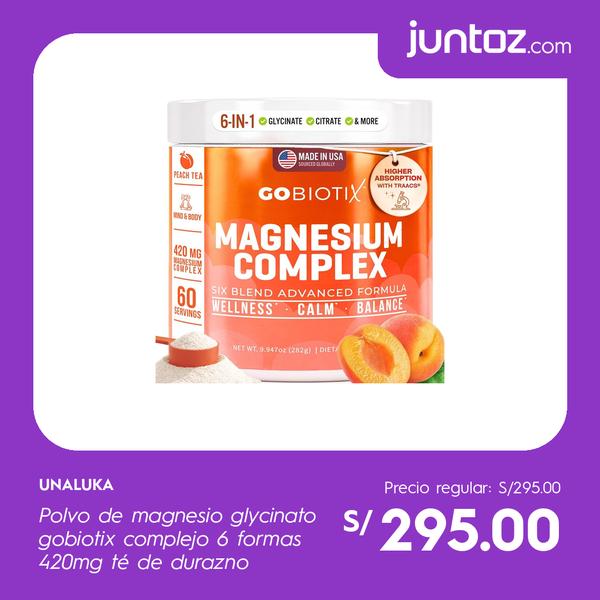 juntoz.com
6-IN-1 GLYCINATE CITRATE & MORE
MADE IN USA
SOURCED GLOBALLY
PEACH TEA
HIGHER
ABSORPTION
WITH TRAACS®
GOBIOTIX
MIND & BODY
MAGNESIUM
COMPLEX
420 MG
MAGNESIUM
COMPLEX
SIX BLEND ADVANCED FORMULA
WELLNESS* · CALM* · BALANCE*
60
SERVINGS
NET WT. 9.947oz (282g) | DIETA
UNALUKA
Polvo de magnesio glycinato
gobiotix complejo 6 formas
420mg té de durazno
Precio regular: S/295.00
S/ 295.00